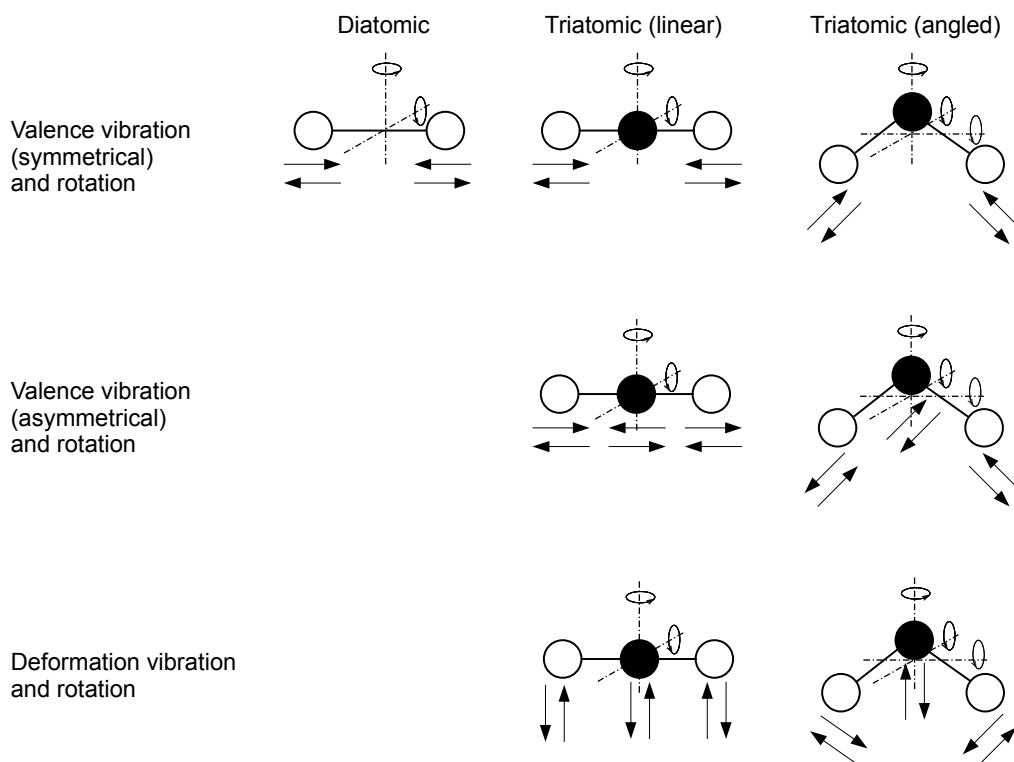 Diatomic
Triatomic (linear)
Triatomic (angled)
Valence vibration
(symmetrical)
and rotation
Valence vibration
(asymmetrical)
and rotation
Deformation vibration
and rotation